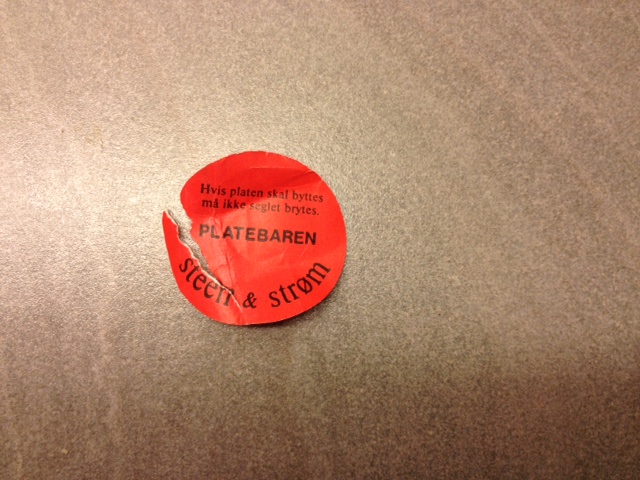 Hvis platen skal byttes
må ikke seglet brytes.
PLATEBAREN
steen & strøm